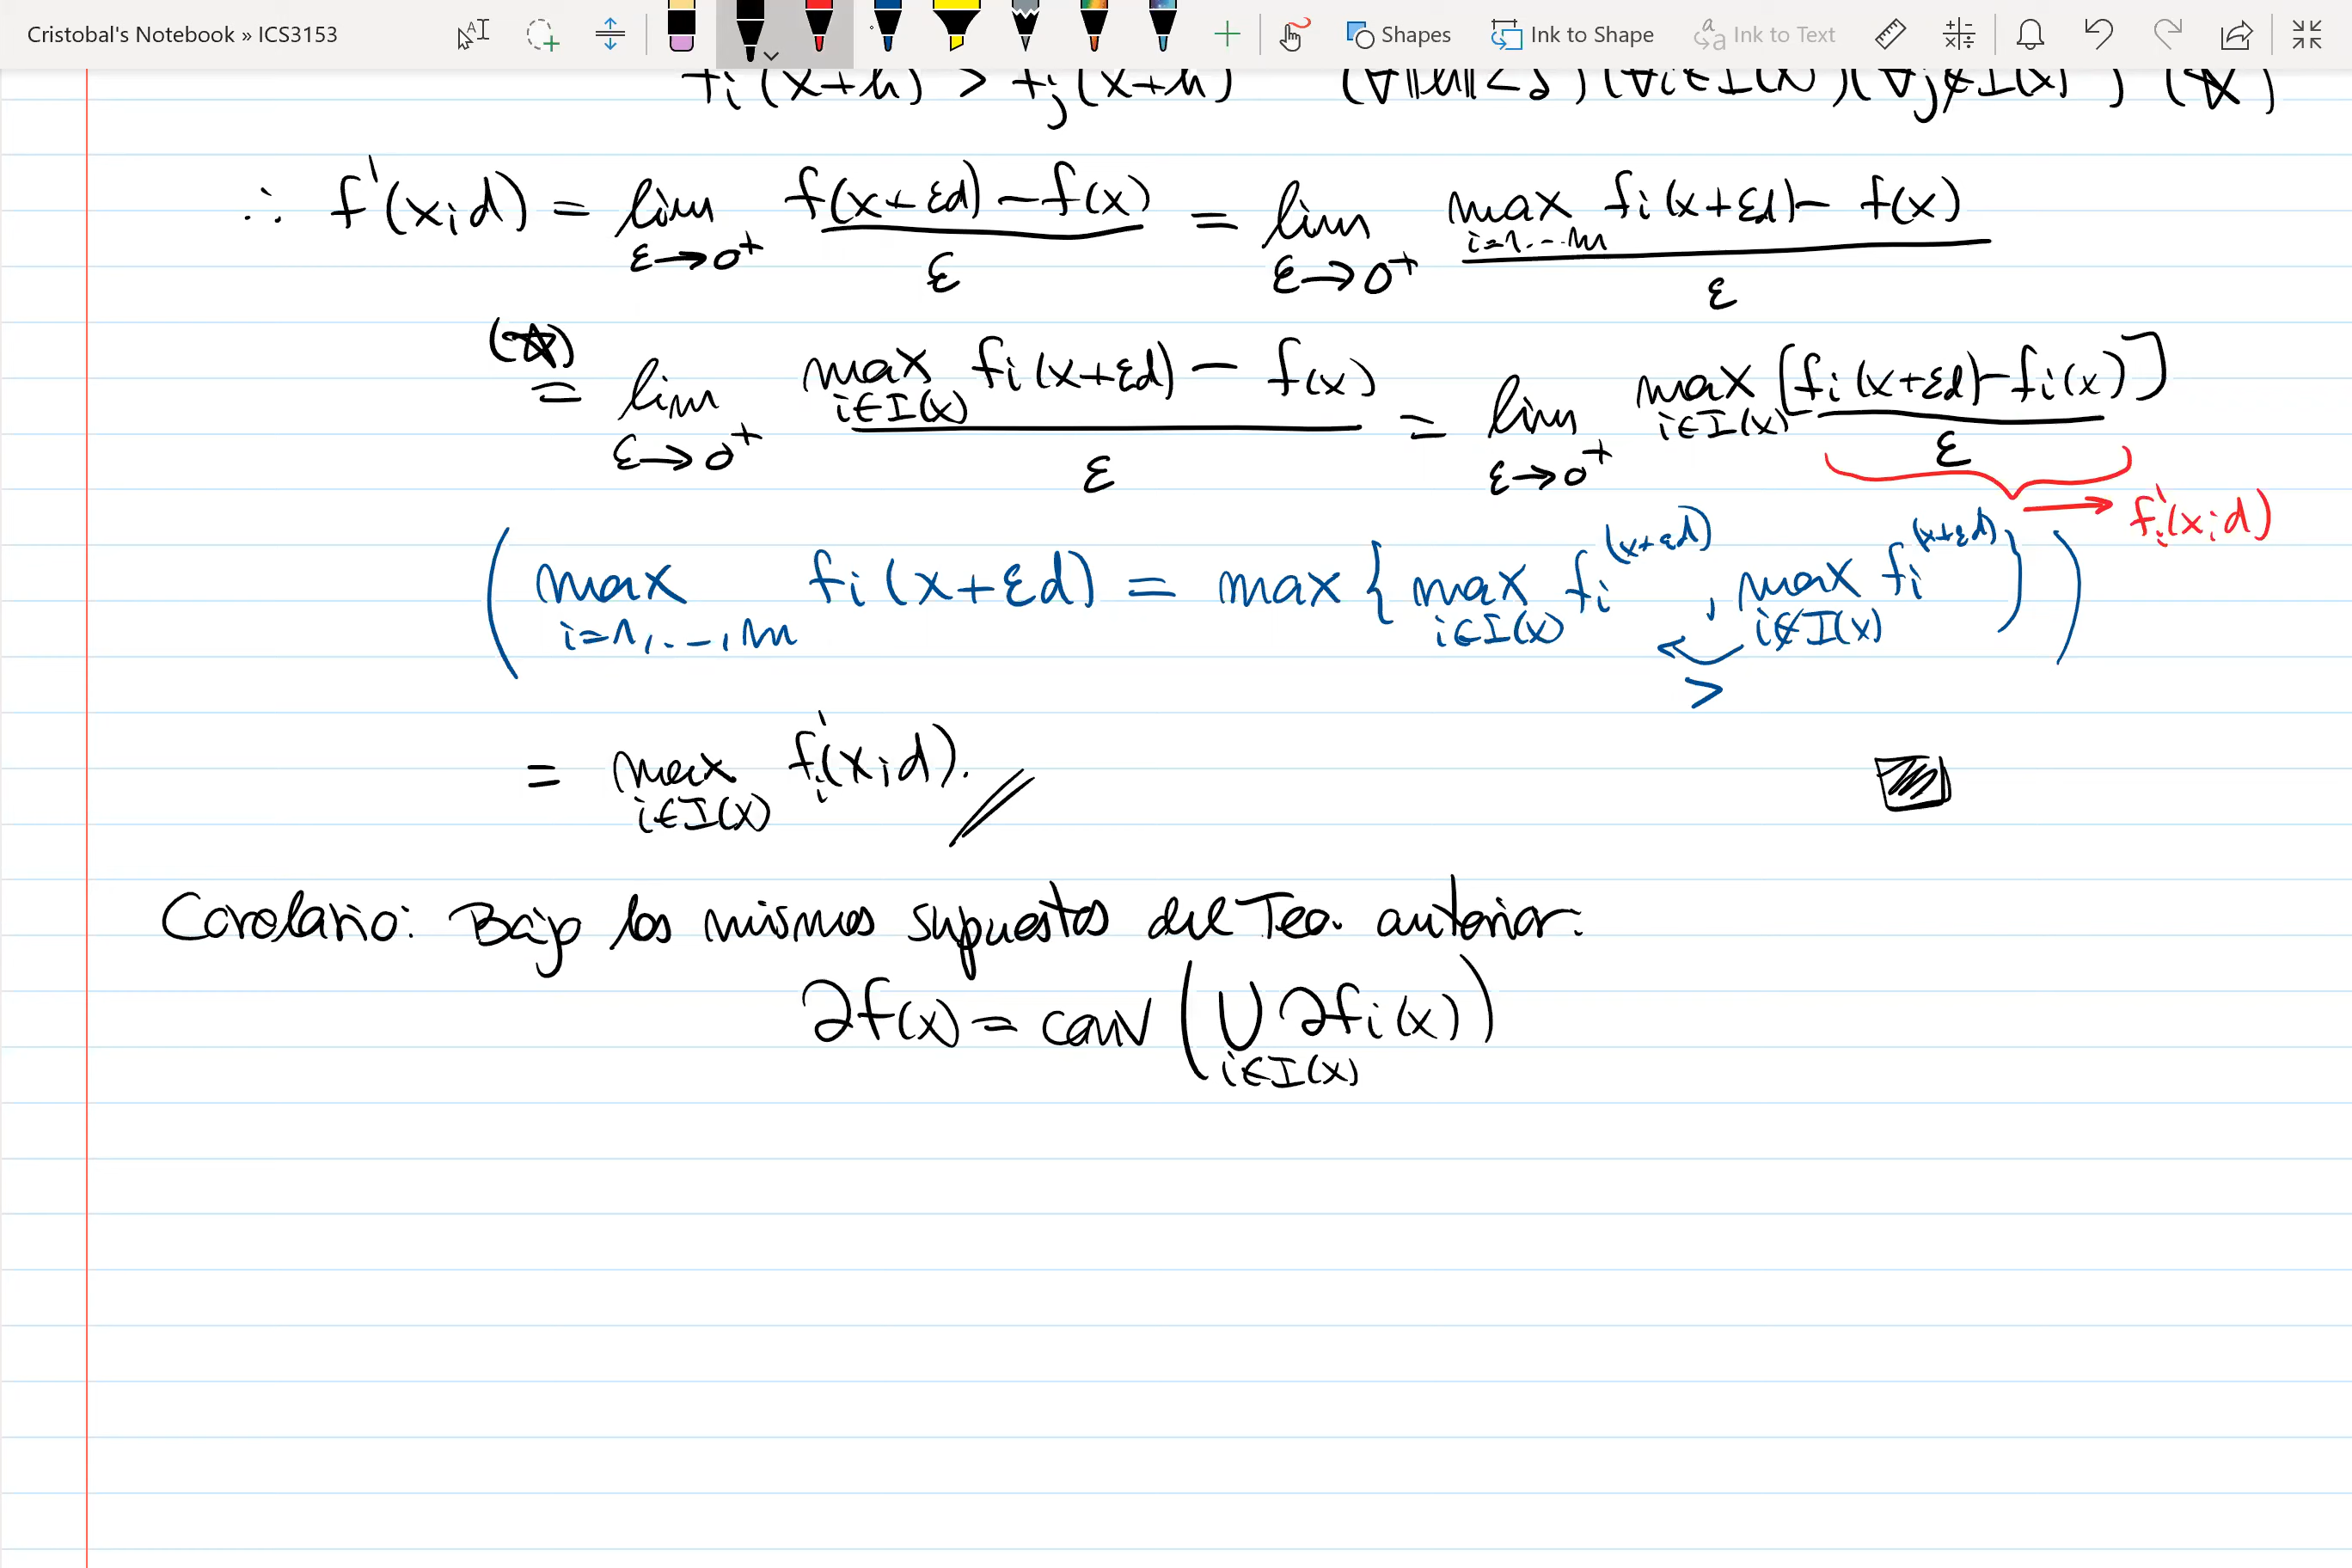 Cristobal's Notebook » ICS3153
Shapes
Ink to Shape
Ink to Text
fi(x+h) > fj(x+h) (∀‖h‖<δ)(∀i∈I(x))(∀j∉I(x)) (☆)
∴ f'(x;d) = lim ε→0⁺ (f(x+εd) − f(x))/ε = lim ε→0⁺ (max i=1...m fi(x+εd) − f(x))/ε
(☆) = lim ε→0⁺ (max i∈I(x) fi(x+εd) − f(x))/ε = lim ε→0⁺ max i∈I(x) [fi(x+εd) − fi(x)]/ε
→ fi'(x;d)
(max i=1,...,m fi(x+εd) = max{max i∈I(x) fi(x+εd), max i∉I(x) fi(x+εd)})
>
= max i∈I(x) fi'(x;d).
Corolario: Bajo los mismos supuestos del Teo. anterior:
∂f(x) = conv(∪ i∈I(x) ∂fi(x))